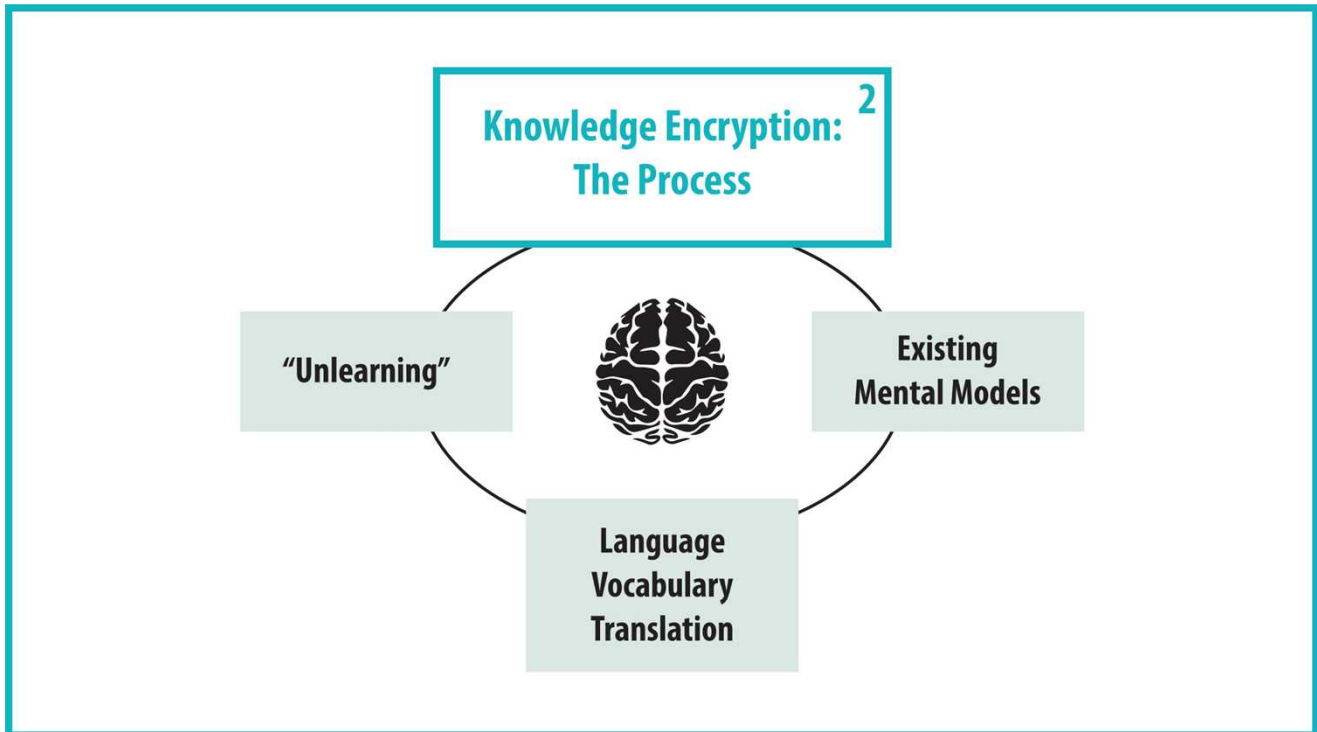 Knowledge Encryption: 2
The Process
“Unlearning”
Existing
Mental Models
Language
Vocabulary
Translation